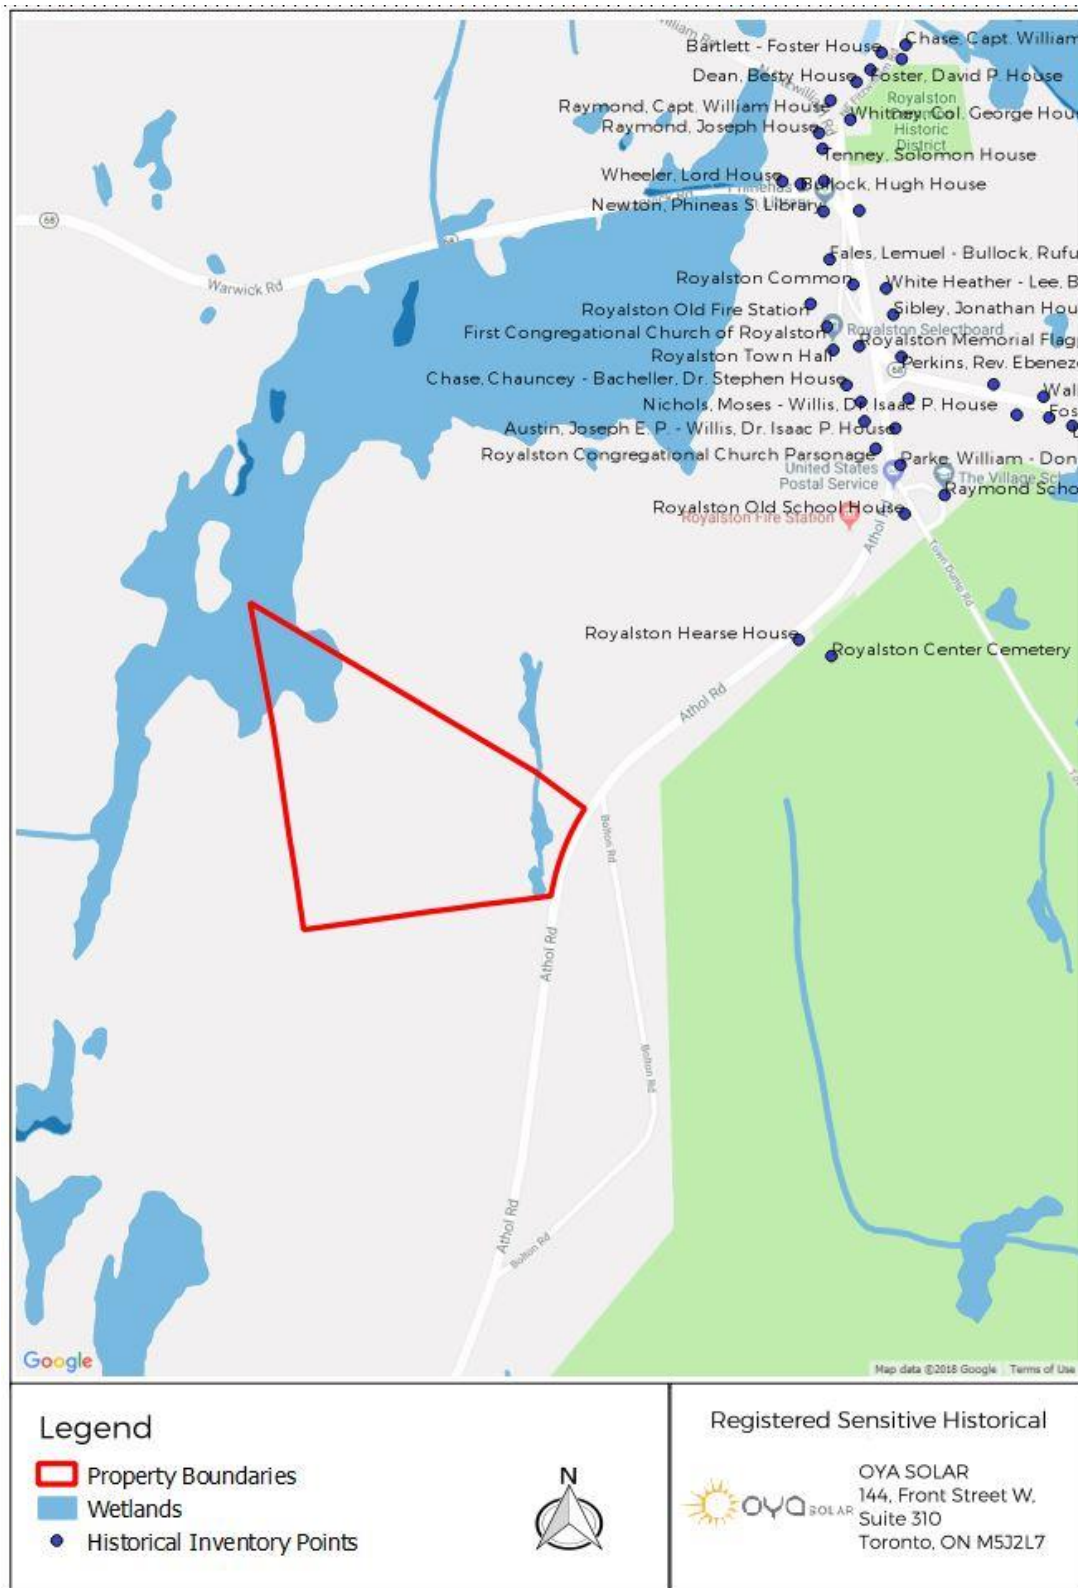 Bartlett - Foster House
Chase, Capt. William
Dean, Besty House
Foster, David P. House
Royalston
Raymond, Capt. William House
Whitney, Col. George Hou
Historic
District
Raymond, Joseph House
Tenney, Solomon House
Wheeler, Lord House
Bullock, Hugh House
Newton, Phineas S. Library
68
Warwick Rd
Fales, Lemuel - Bullock, Rufu
Royalston Common
White Heather - Lee, B
Royalston Old Fire Station
Sibley, Jonathan Hou
First Congregational Church of Royalston
Royalston Selectboard
Royalston Memorial Flagp
Royalston Town Hall
Perkins, Rev. Ebeneze
68
Chase, Chauncey - Bacheller, Dr. Stephen House
Wal
Nichols, Moses - Willis, Dr. Isaac P. House
Fos
Austin, Joseph E. P. - Willis, Dr. Isaac P. House
Royalston Congregational Church Parsonage
Parke, William - Don
United States
Postal Service
The Village Sc
Raymond Scho
Royalston Old School House
Royalston Fire Station
Athol Rd
Town Dump Rd
Royalston Hearse House
Royalston Center Cemetery
Athol Rd
Bolton Rd
Athol Rd
Bolton Rd
Athol Rd
Bolton Rd
Google
Map data ©2018 Google
Terms of Use
Legend
Property Boundaries
Wetlands
Historical Inventory Points
N
Registered Sensitive Historical
OYA SOLAR
OYA SOLAR
144, Front Street W,
Suite 310
Toronto, ON M5J2L7